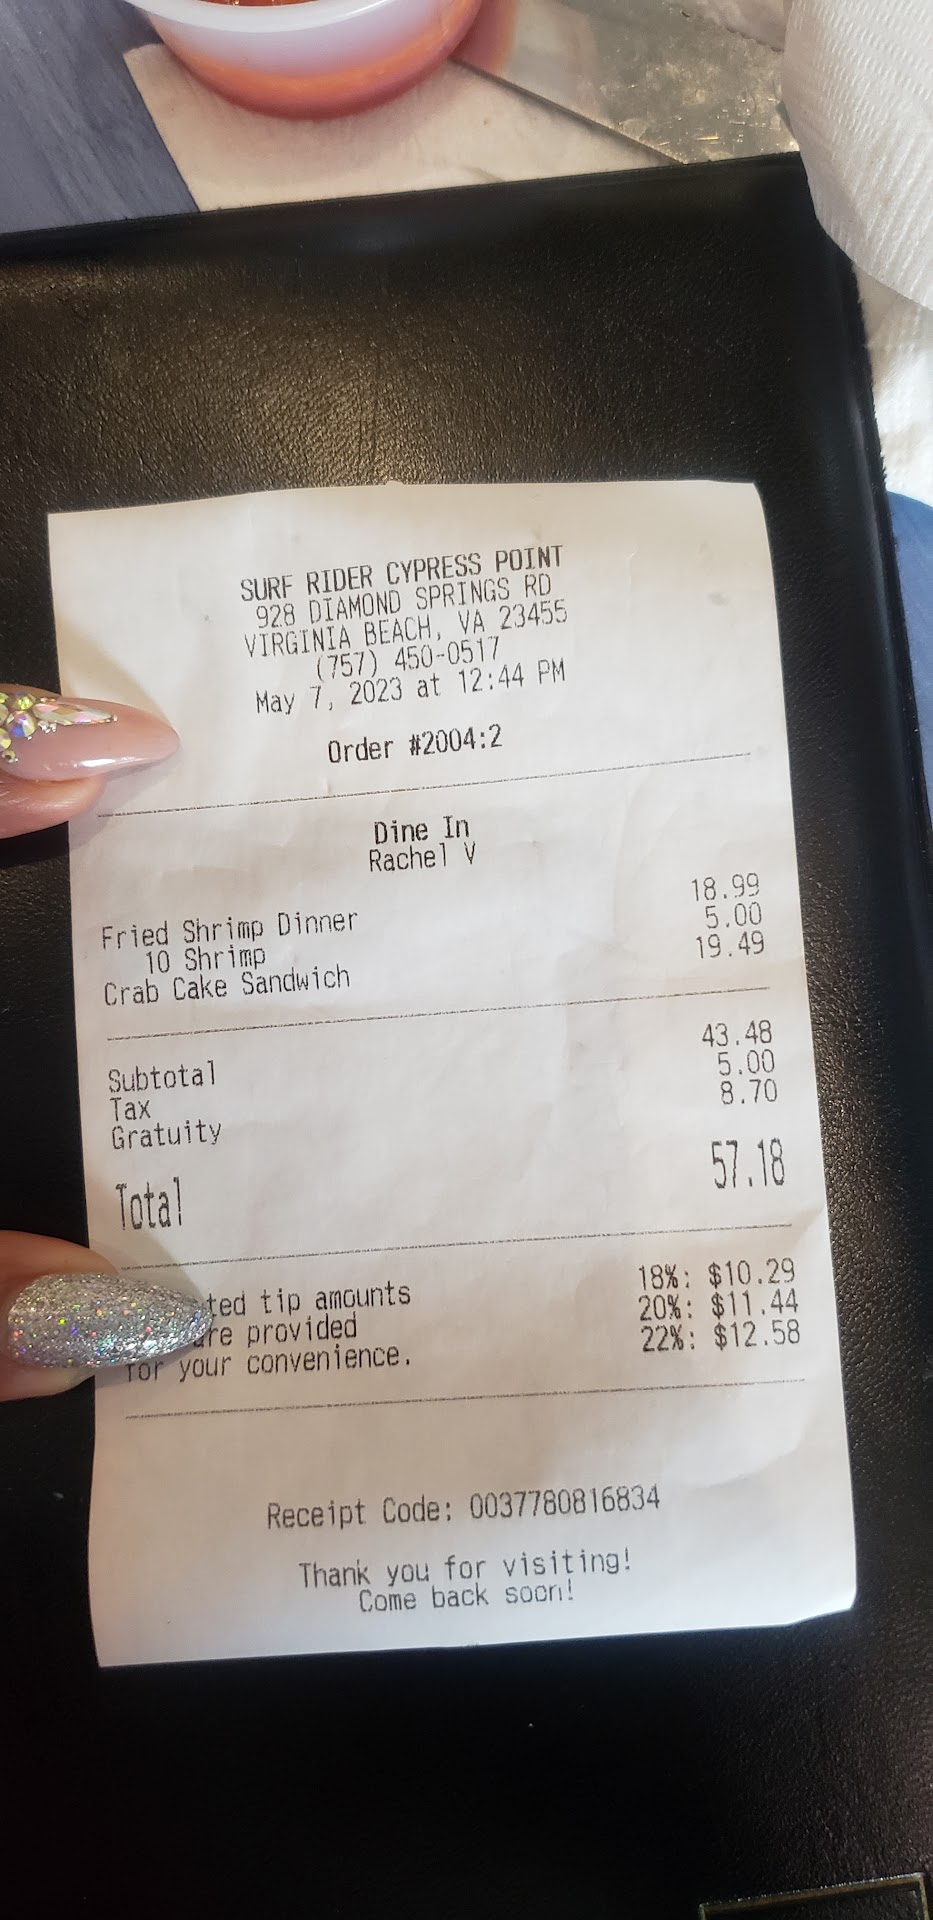 SURF RIDER CYPRESS POINT
928 DIAMOND SPRINGS RD
VIRGINIA BEACH, VA 23455
(757) 450-0517
May 7, 2023 at 12:44 PM
Order #2004:2
Dine In
Rachel V
Fried Shrimp Dinner 18.99
10 Shrimp 5.00
Crab Cake Sandwich 19.49
Subtotal 43.48
Tax 5.00
Gratuity 8.70
Total 57.18
ted tip amounts 18%: $10.29
are provided 20%: $11.44
for your convenience. 22%: $12.58
Receipt Code: 0037780816834
Thank you for visiting!
Come back soon!